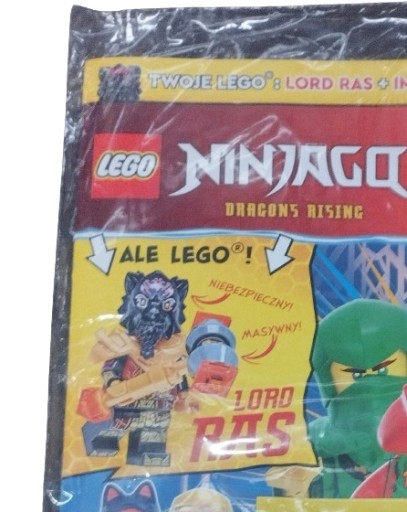 TWOJE LEGO®: LORD RAS + 
LEGO NINJAGO
DRAGONS RISING
ALE LEGO®!
NIEBEZPIECZNY!
MASYWNY!
LORD
RAS